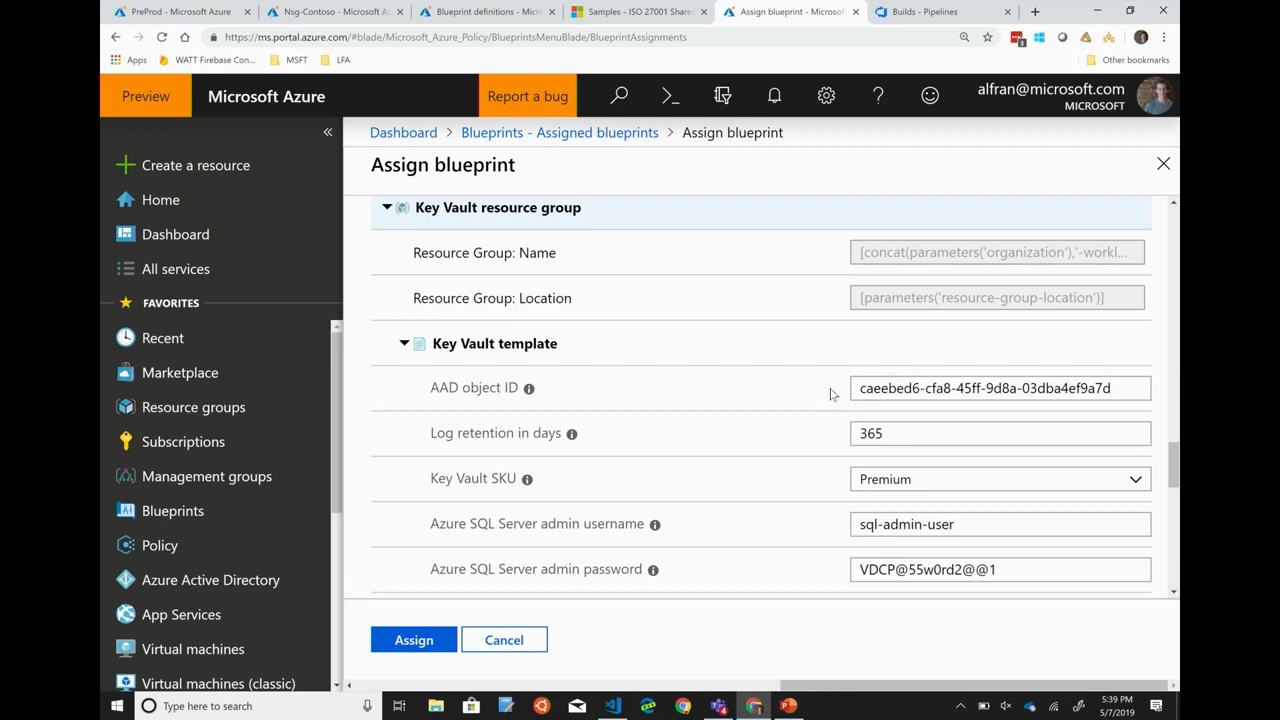 PreProd - Microsoft Azure
Nsg-Contoso - Microsoft A
Blueprint definitions - Micr
Samples - ISO 27001 Share
Assign blueprint - Microsof
Builds - Pipelines
https://ms.portal.azure.com/#blade/Microsoft_Azure_Policy/BlueprintsMenuBlade/BlueprintAssignments
Apps
WATT Firebase Con...
MSFT
LFA
Other bookmarks
Preview
Microsoft Azure
Report a bug
alfran@microsoft.com
MICROSOFT
Dashboard > Blueprints - Assigned blueprints > Assign blueprint
Assign blueprint
Create a resource
Home
Dashboard
All services
FAVORITES
Recent
Marketplace
Resource groups
Subscriptions
Management groups
Blueprints
Policy
Azure Active Directory
App Services
Virtual machines
Virtual machines (classic)
Key Vault resource group
Resource Group: Name
[concat(parameters('organization'),'-workl...
Resource Group: Location
[parameters('resource-group-location')]
Key Vault template
AAD object ID
caeebed6-cfa8-45ff-9d8a-03dba4ef9a7d
Log retention in days
365
Key Vault SKU
Premium
Azure SQL Server admin username
sql-admin-user
Azure SQL Server admin password
VDCP@55w0rd2@@1
Assign
Cancel
Type here to search
5:39 PM
5/7/2019